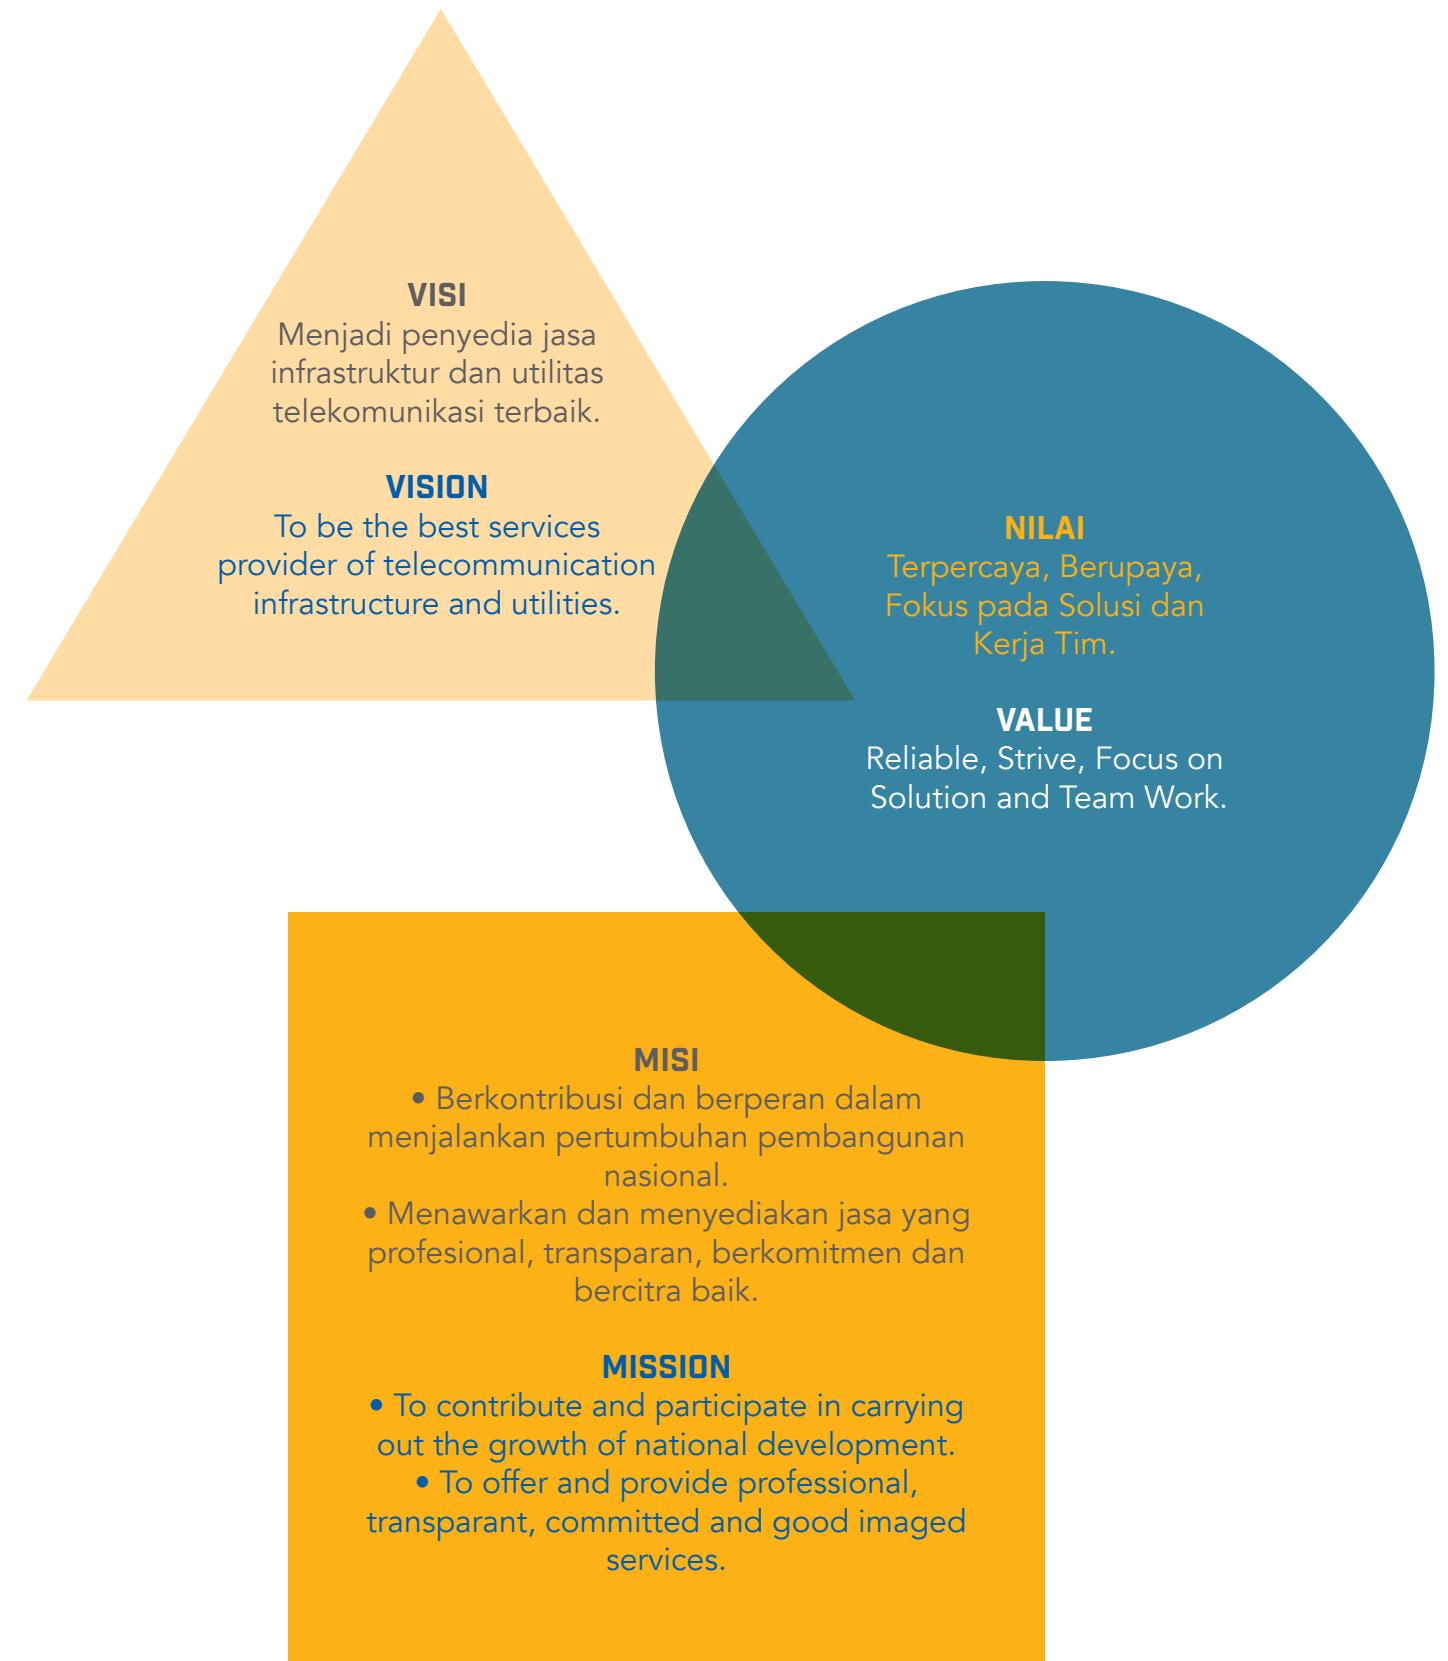 VISI
Menjadi penyedia jasa
infrastruktur dan utilitas
telekomunikasi terbaik.
VISION
To be the best services
provider of telecommunication
infrastructure and utilities.
NILAI
Terpercaya, Berupaya,
Fokus pada Solusi dan
Kerja Tim.
VALUE
Reliable, Strive, Focus on
Solution and Team Work.
MISI
• Berkontribusi dan berperan dalam
menjalankan pertumbuhan pembangunan
nasional.
• Menawarkan dan menyediakan jasa yang
profesional, transparan, berkomitmen dan
bercitra baik.
MISSION
• To contribute and participate in carrying
out the growth of national development.
• To offer and provide professional,
transparant, committed and good imaged
services.